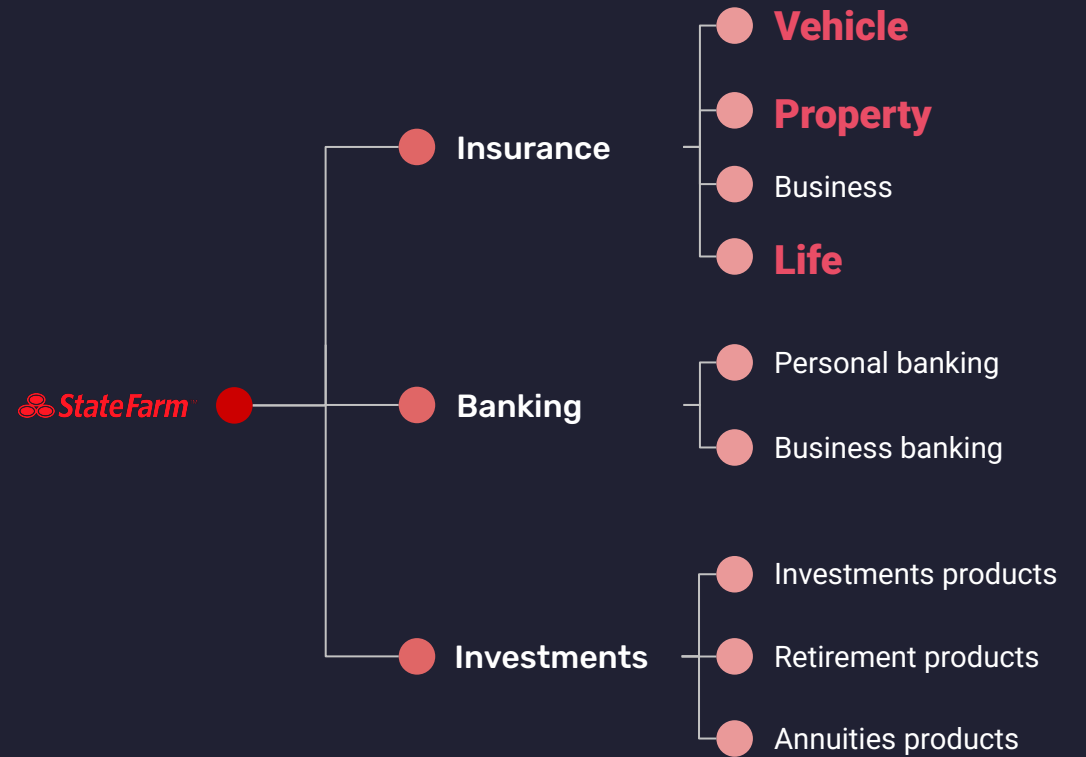 Vehicle
Property
Insurance
Business
Life
Personal banking
StateFarm
Banking
Business banking
Investments products
Investments
Retirement products
Annuities products